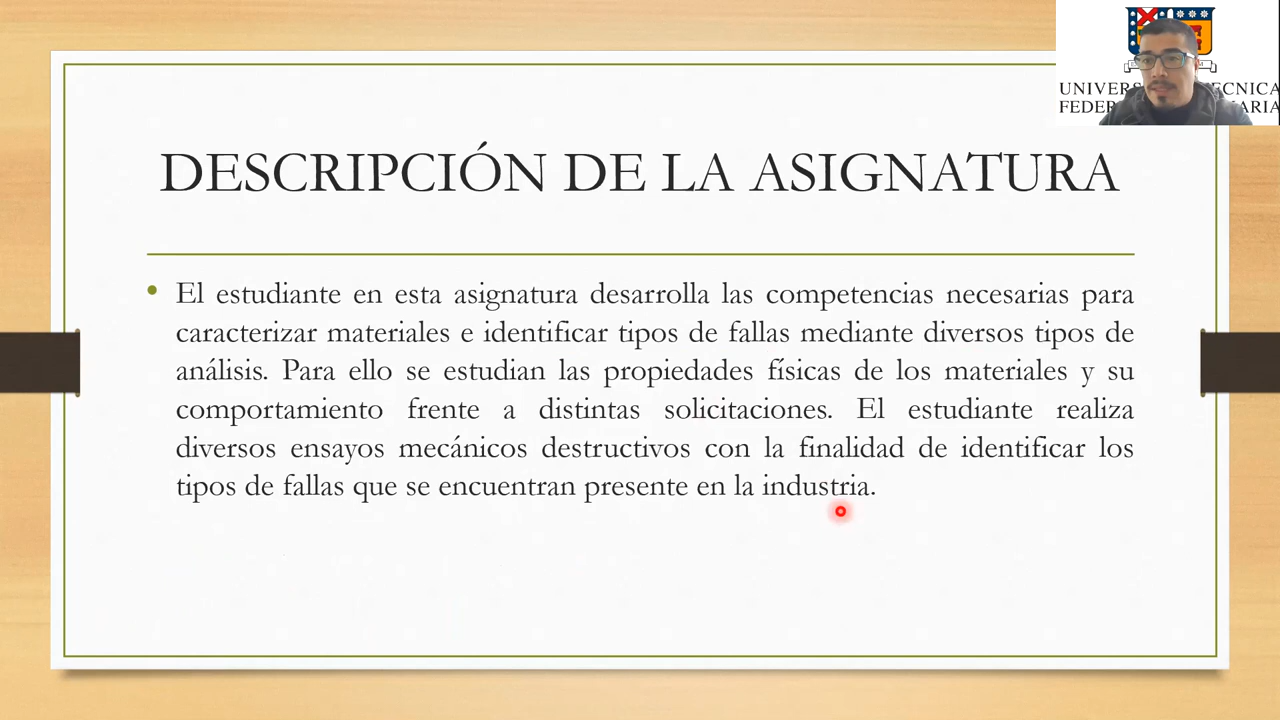 UNIVERS
ECNICA
FEDER
ARIA
DESCRIPCIÓN DE LA ASIGNATURA
• El estudiante en esta asignatura desarrolla las competencias necesarias para
caracterizar materiales e identificar tipos de fallas mediante diversos tipos de
análisis. Para ello se estudian las propiedades físicas de los materiales y su
comportamiento frente a distintas solicitaciones. El estudiante realiza
diversos ensayos mecánicos destructivos con la finalidad de identificar los
tipos de fallas que se encuentran presente en la industria.